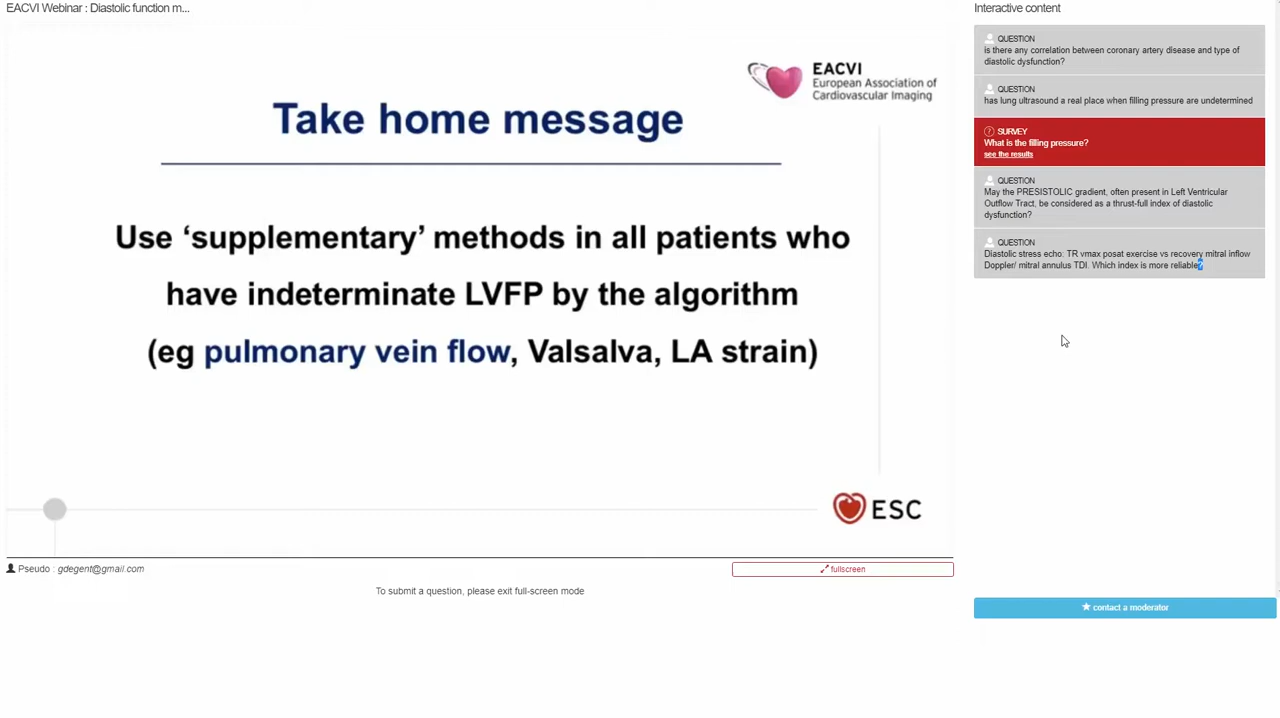 EACVI Webinar : Diastolic function m...
EACVI
European Association of
Cardiovascular Imaging
Take home message
Use ‘supplementary’ methods in all patients who
have indeterminate LVFP by the algorithm
(eg pulmonary vein flow, Valsalva, LA strain)
ESC
Pseudo : gdegent@gmail.com
fullscreen
To submit a question, please exit full-screen mode
Interactive content
QUESTION
is there any correlation between coronary artery disease and type of
diastolic dysfunction?
QUESTION
has lung ultrasound a real place when filling pressure are undetermined
SURVEY
What is the filling pressure?
see the results
QUESTION
May the PRESISTOLIC gradient, often present in Left Ventricular
Outflow Tract, be considered as a thrust-full index of diastolic
dysfunction?
QUESTION
Diastolic stress echo: TR vmax posat exercise vs recovery mitral inflow
Doppler/ mitral annulus TDI. Which index is more reliable?
contact a moderator